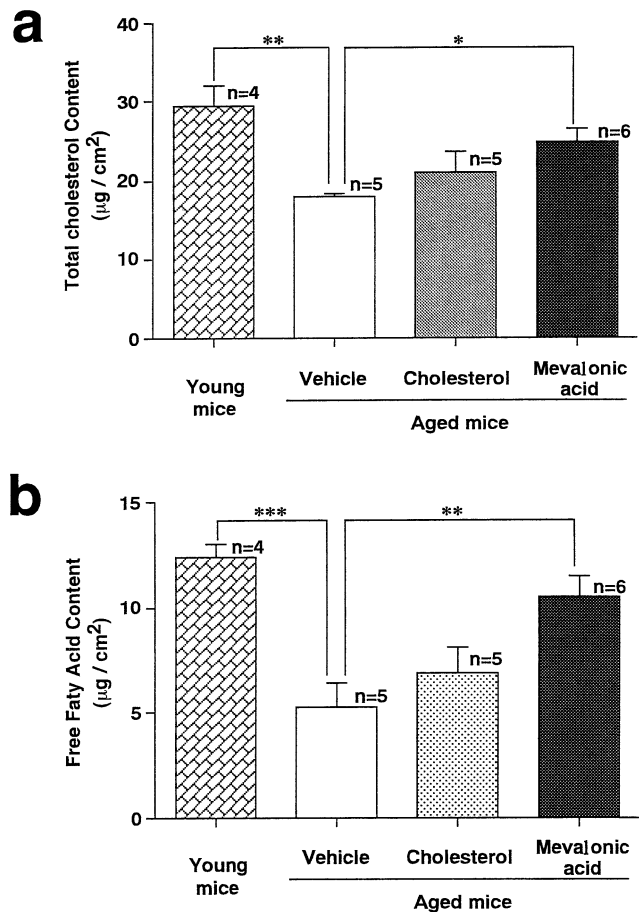 a
Total cholesterol Content
(μg / cm²)
40
30
20
10
0
**
*
n=4
n=5
n=5
n=6
Young
mice
Vehicle
Cholesterol
Mevalonic
acid
Aged mice
b
Free Faty Acid Content
(μg / cm²)
15
10
5
0
***
**
n=4
n=5
n=5
n=6
Young
mice
Vehicle
Cholesterol
Mevalonic
acid
Aged mice